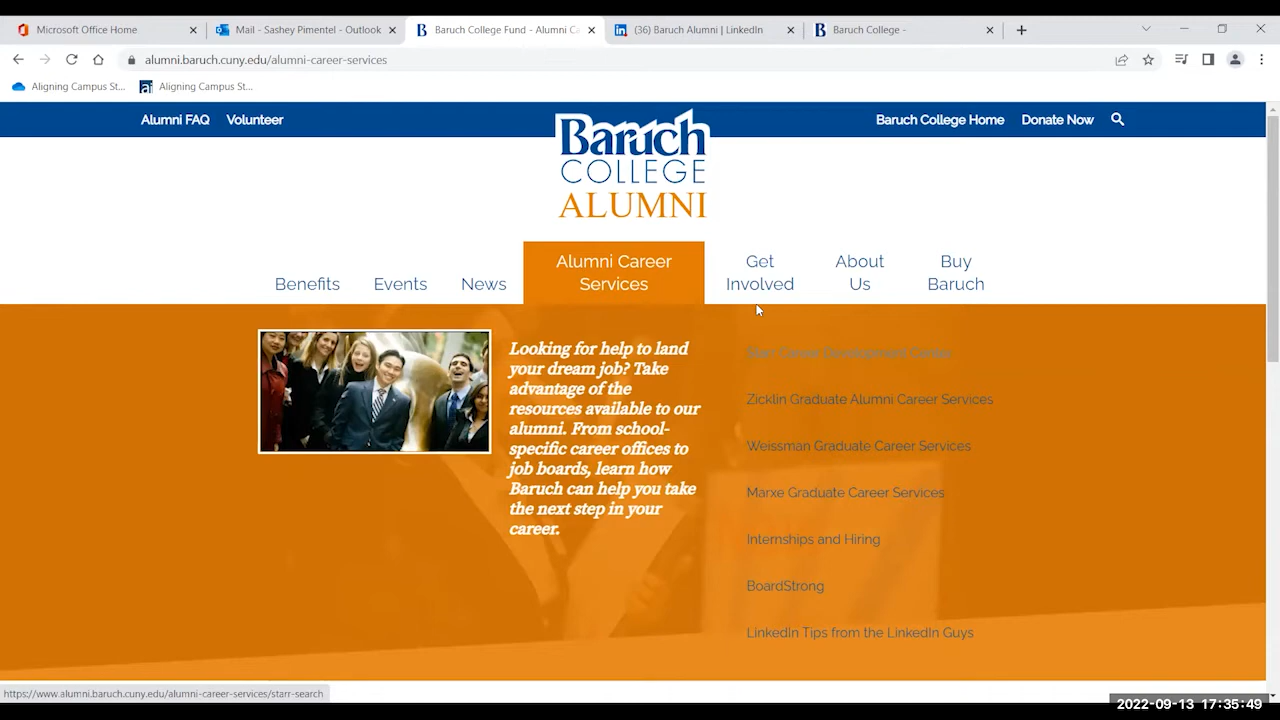 Microsoft Office Home
Mail - Sashey Pimentel - Outlook
Baruch College Fund - Alumni Ca
(36) Baruch Alumni | LinkedIn
Baruch College -
alumni.baruch.cuny.edu/alumni-career-services
Aligning Campus St...
Aligning Campus St...
Alumni FAQ
Volunteer
Baruch College Home
Donate Now
Baruch
COLLEGE
ALUMNI
Benefits
Events
News
Alumni Career
Services
Get
Involved
About
Us
Buy
Baruch
Looking for help to land
your dream job? Take
advantage of the
resources available to our
alumni. From school-
specific career offices to
job boards, learn how
Baruch can help you take
the next step in your
career.
Starr Career Development Center
Zicklin Graduate Alumni Career Services
Weissman Graduate Career Services
Marxe Graduate Career Services
Internships and Hiring
BoardStrong
LinkedIn Tips from the LinkedIn Guys
https://www.alumni.baruch.cuny.edu/alumni-career-services/starr-search
2022-09-13 17:35:49